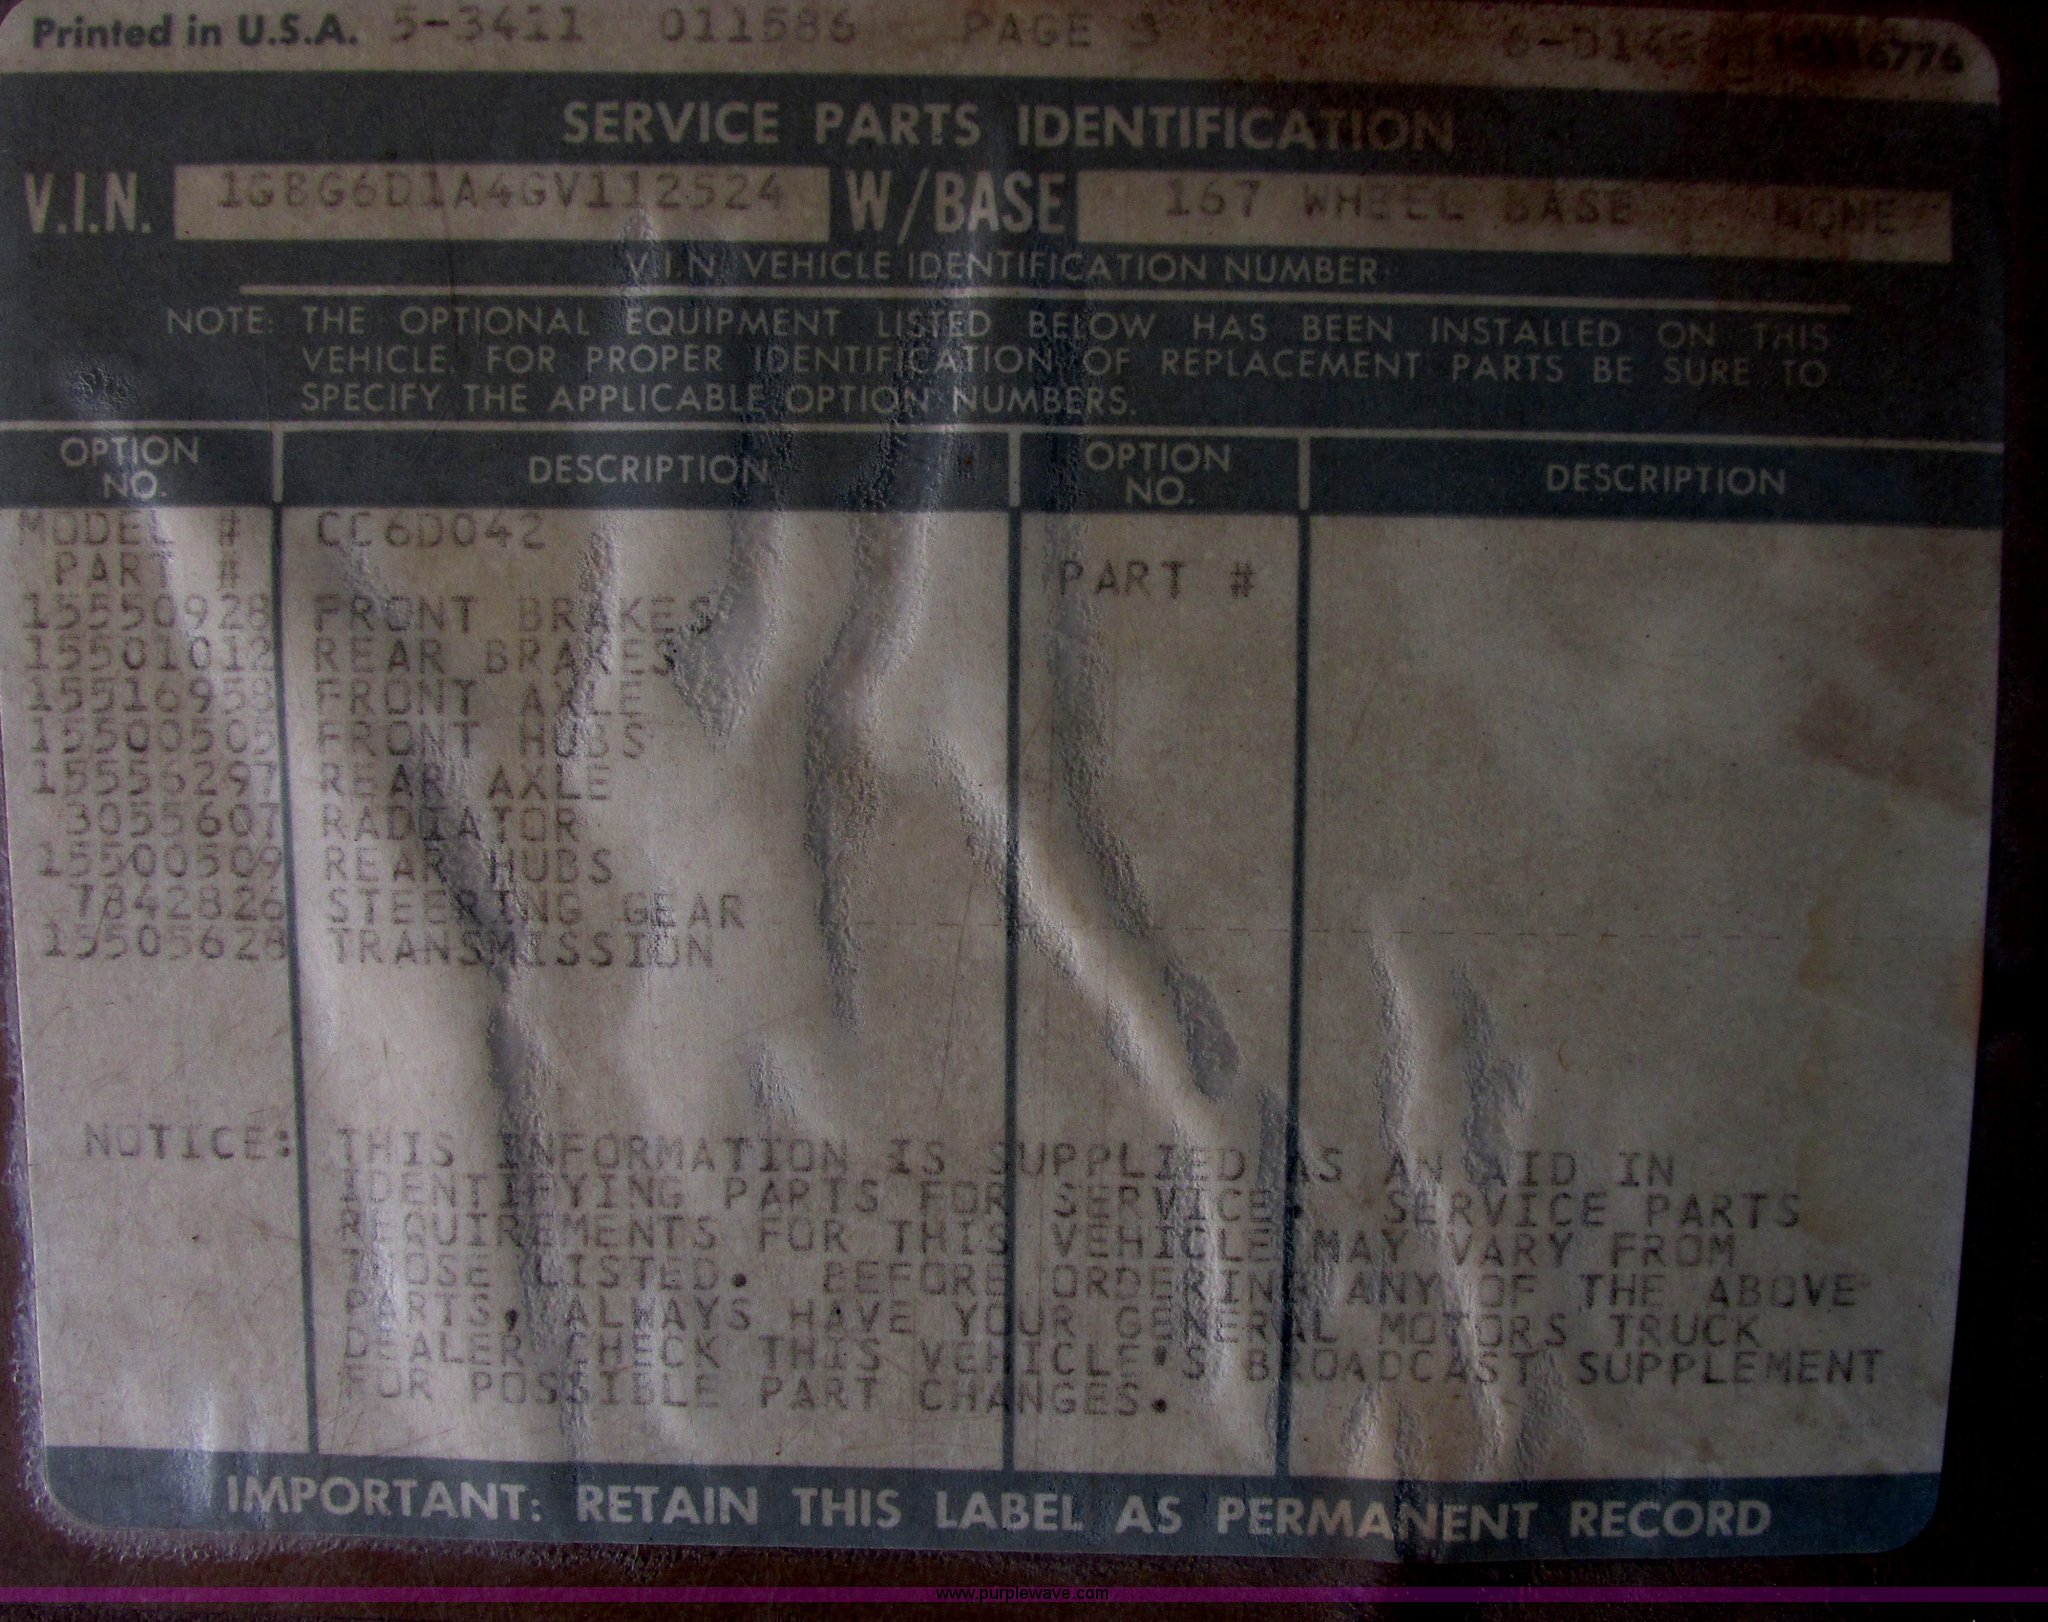 Printed in U.S.A. 5-3411 011586 PAGE 3
SERVICE PARTS IDENTIFICATION
V.I.N. 1GBG6D1A4GV112524 W/BASE 167 WHEEL BASE NONE
V.I.N. VEHICLE IDENTIFICATION NUMBER
NOTE: THE OPTIONAL EQUIPMENT LISTED BELOW HAS BEEN INSTALLED ON THIS
VEHICLE. FOR PROPER IDENTIFICATION OF REPLACEMENT PARTS BE SURE TO
SPECIFY THE APPLICABLE OPTION NUMBERS.
OPTION NO. DESCRIPTION OPTION NO. DESCRIPTION
MODEL # CC6D042
PART # PART #
15550928 FRONT BRAKES
15501012 REAR BRAKES
15516958 FRONT AXLE
15500505 FRONT HUBS
15556297 REAR AXLE
3055607 RADIATOR
15500509 REAR HUBS
7842826 STEERING GEAR
15505628 TRANSMISSION
NOTICE: THIS INFORMATION IS SUPPLIED AS AN AID IN
IDENTIFYING PARTS FOR SERVICE. SERVICE PARTS
REQUIREMENTS FOR THIS VEHICLE MAY VARY FROM
THOSE LISTED. BEFORE ORDERING ANY OF THE ABOVE
PARTS, ALWAYS HAVE YOUR GENERAL MOTORS TRUCK
DEALER CHECK THIS VEHICLE'S BROADCAST SUPPLEMENT
FOR POSSIBLE PART CHANGES.
IMPORTANT: RETAIN THIS LABEL AS PERMANENT RECORD
www.purplewave.com